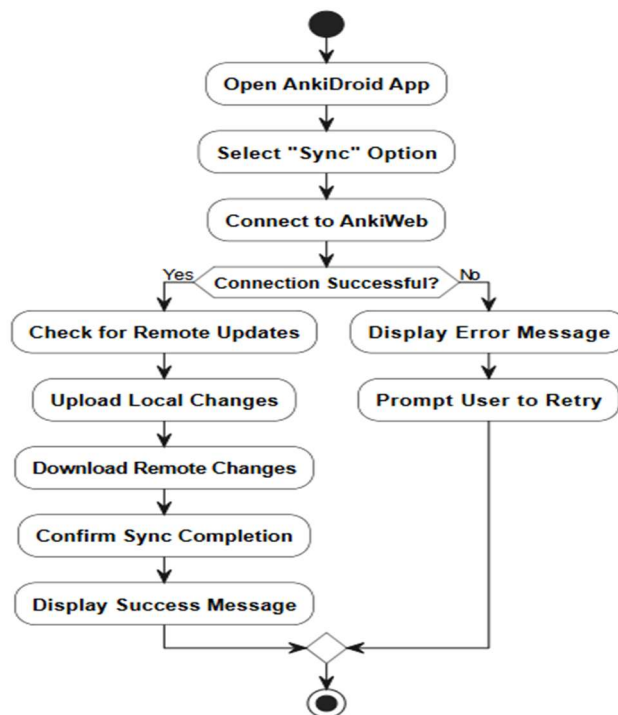 Open AnkiDroid App
Select "Sync" Option
Connect to AnkiWeb
Yes
Connection Successful?
No
Check for Remote Updates
Display Error Message
Upload Local Changes
Prompt User to Retry
Download Remote Changes
Confirm Sync Completion
Display Success Message